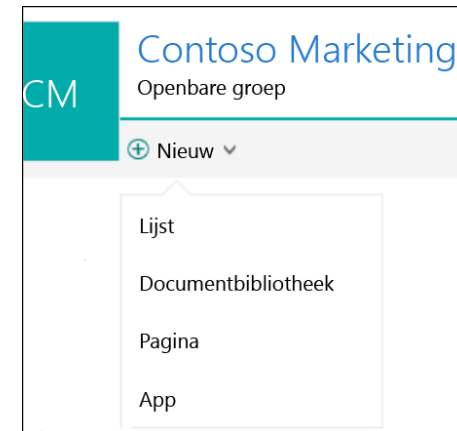 CM
Contoso Marketing
Openbare groep
Nieuw
Lijst
Documentbibliotheek
Pagina
App